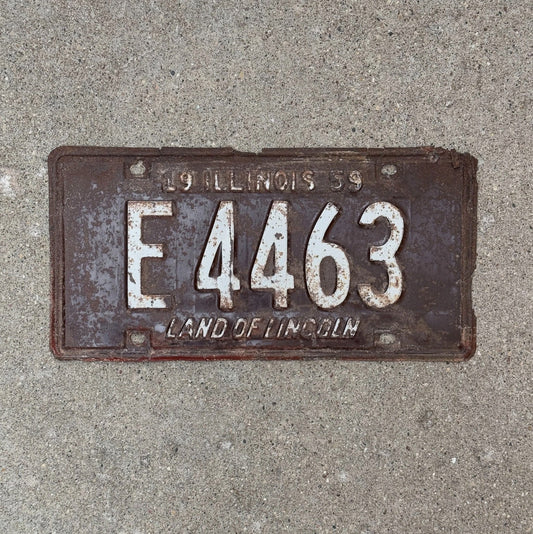 19 ILLINOIS 59
E 4463
LAND OF LINCOLN